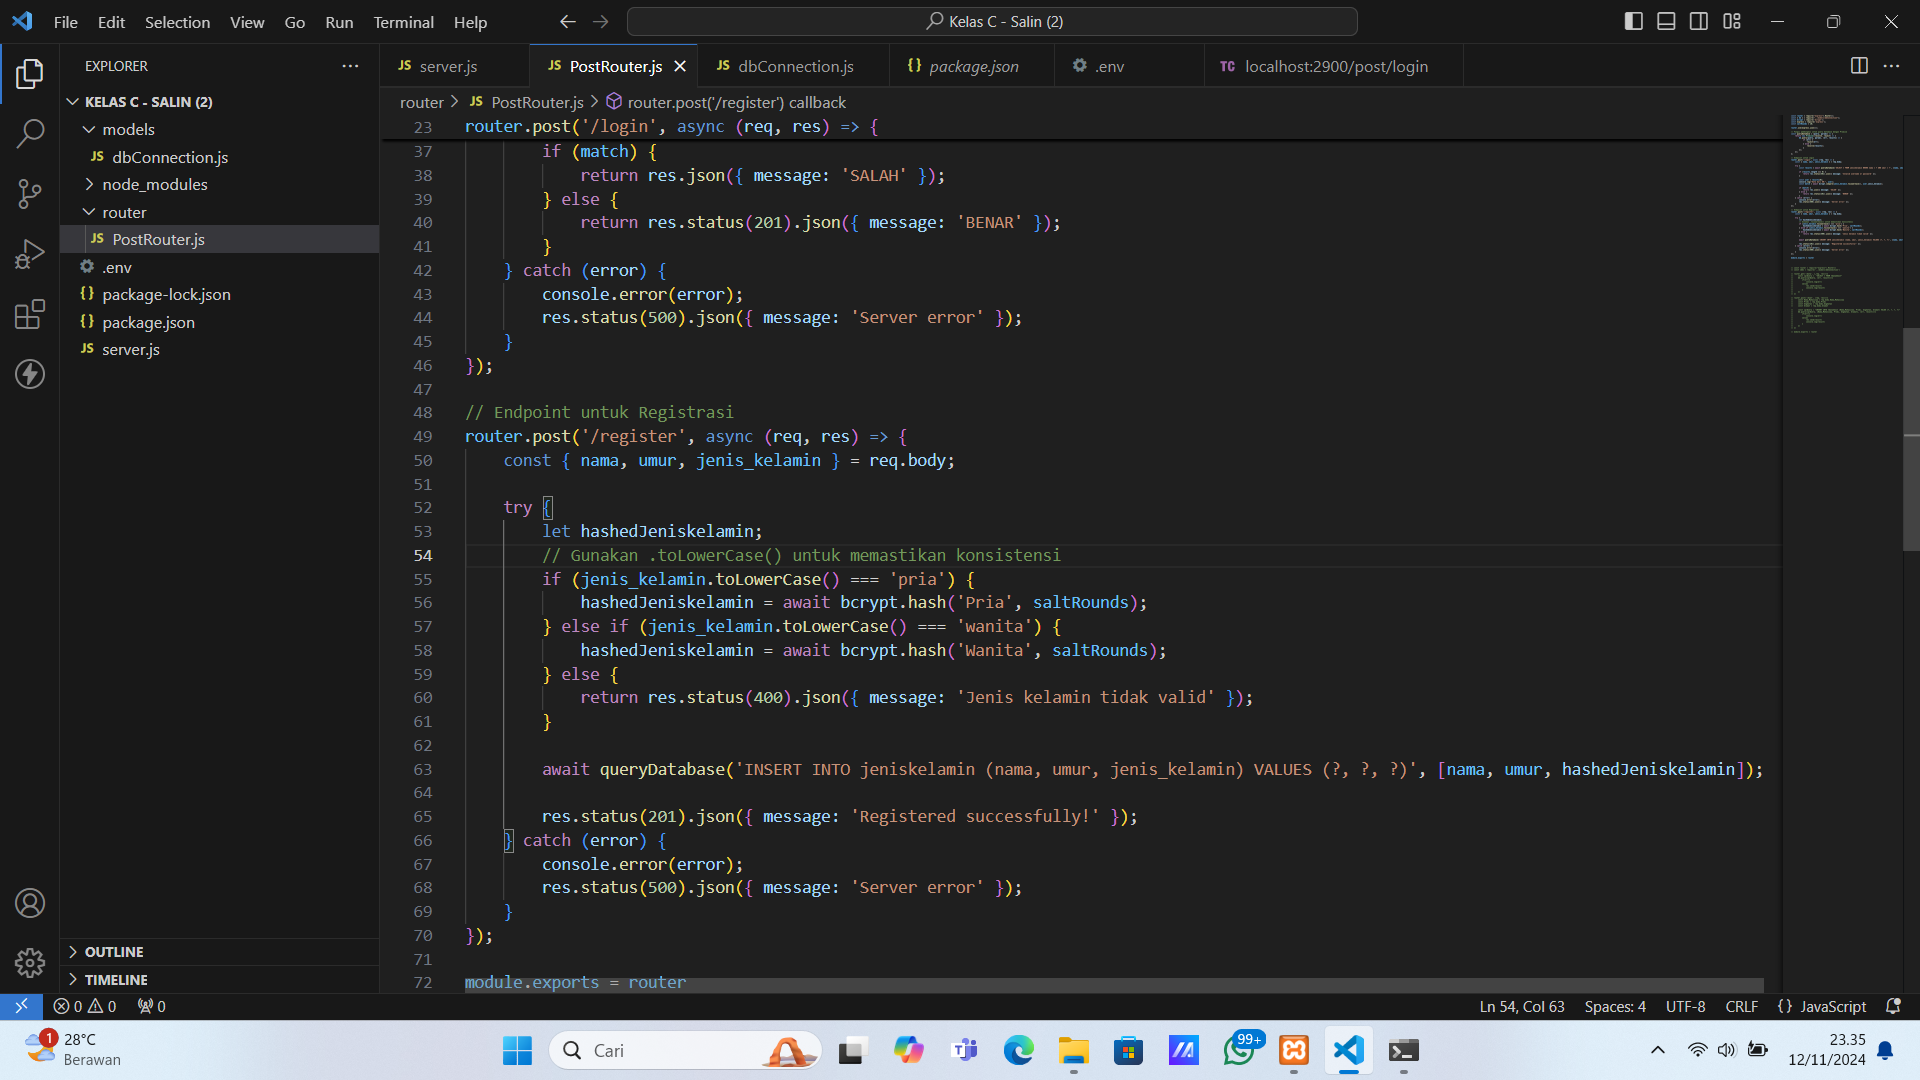 File Edit Selection View Go Run Terminal Help
Kelas C - Salin (2)
EXPLORER
KELAS C - SALIN (2)
models
JS dbConnection.js
node_modules
router
JS PostRouter.js
.env
{} package-lock.json
{} package.json
JS server.js
OUTLINE
TIMELINE
JS server.js JS PostRouter.js JS dbConnection.js {} package.json .env TC localhost:2900/post/login
router > JS PostRouter.js > router.post('/register') callback
23 router.post('/login', async (req, res) => {
37 if (match) {
38 return res.json({ message: 'SALAH' });
39 } else {
40 return res.status(201).json({ message: 'BENAR' });
41 }
42 } catch (error) {
43 console.error(error);
44 res.status(500).json({ message: 'Server error' });
45 }
46 });
47
48 // Endpoint untuk Registrasi
49 router.post('/register', async (req, res) => {
50 const { nama, umur, jenis_kelamin } = req.body;
51
52 try {
53 let hashedJeniskelamin;
54 // Gunakan .toLowerCase() untuk memastikan konsistensi
55 if (jenis_kelamin.toLowerCase() === 'pria') {
56 hashedJeniskelamin = await bcrypt.hash('Pria', saltRounds);
57 } else if (jenis_kelamin.toLowerCase() === 'wanita') {
58 hashedJeniskelamin = await bcrypt.hash('Wanita', saltRounds);
59 } else {
60 return res.status(400).json({ message: 'Jenis kelamin tidak valid' });
61 }
62
63 await queryDatabase('INSERT INTO jeniskelamin (nama, umur, jenis_kelamin) VALUES (?, ?, ?)', [nama, umur, hashedJeniskelamin]);
64
65 res.status(201).json({ message: 'Registered successfully!' });
66 } catch (error) {
67 console.error(error);
68 res.status(500).json({ message: 'Server error' });
69 }
70 });
71
72 module.exports = router
0 0 0
Ln 54, Col 63 Spaces: 4 UTF-8 CRLF {} JavaScript
1 28°C
Berawan
Cari
99+
23.35
12/11/2024